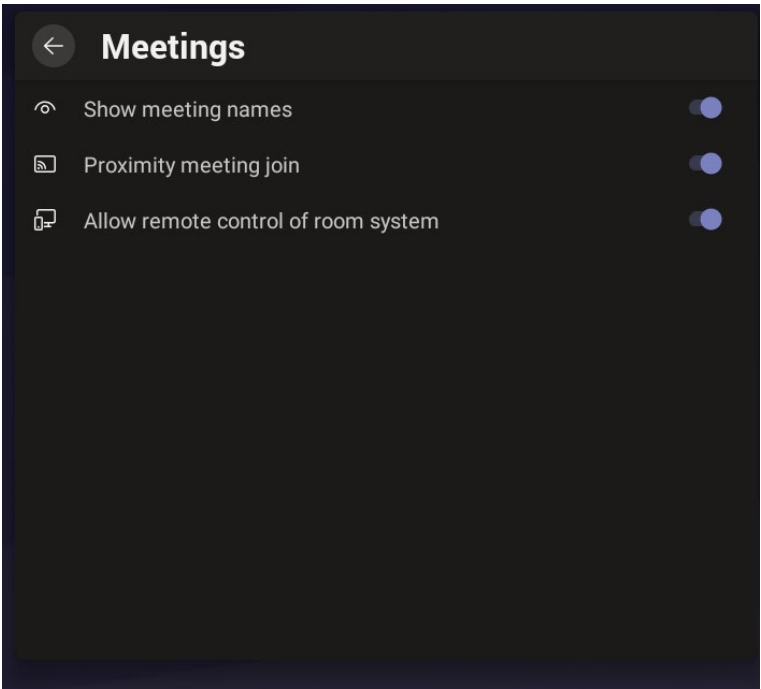 Meetings
Show meeting names
Proximity meeting join
Allow remote control of room system